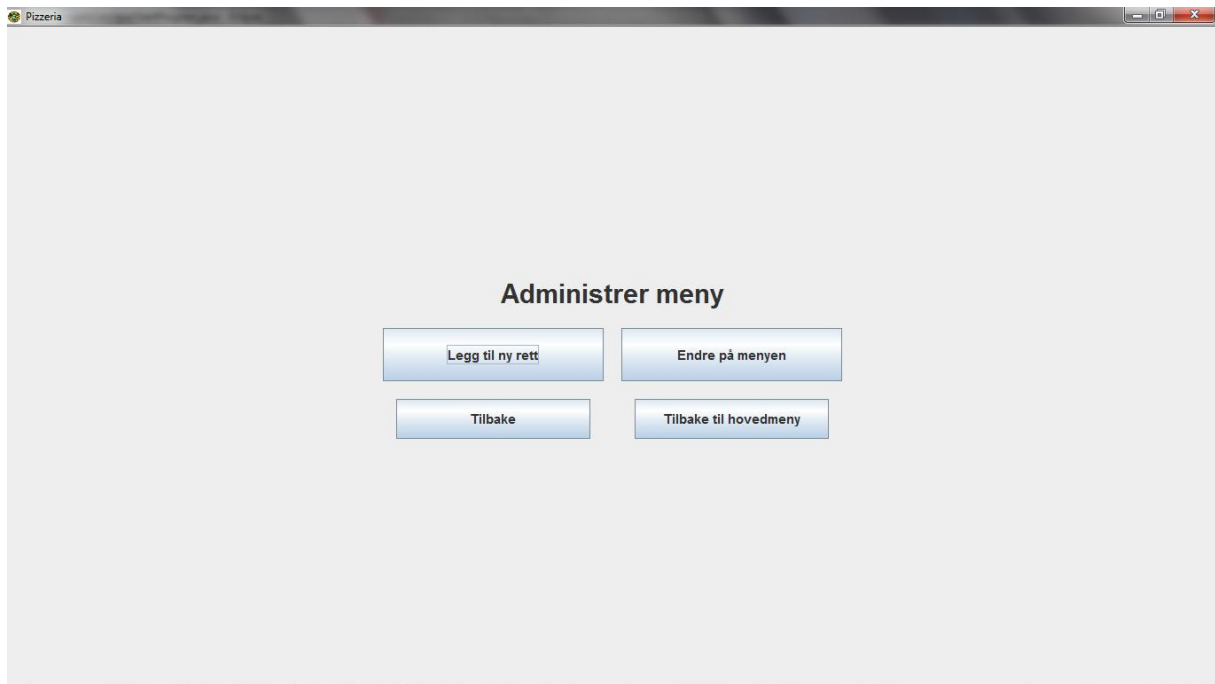 Pizzeria
Administrer meny
Legg til ny rett
Endre på menyen
Tilbake
Tilbake til hovedmeny